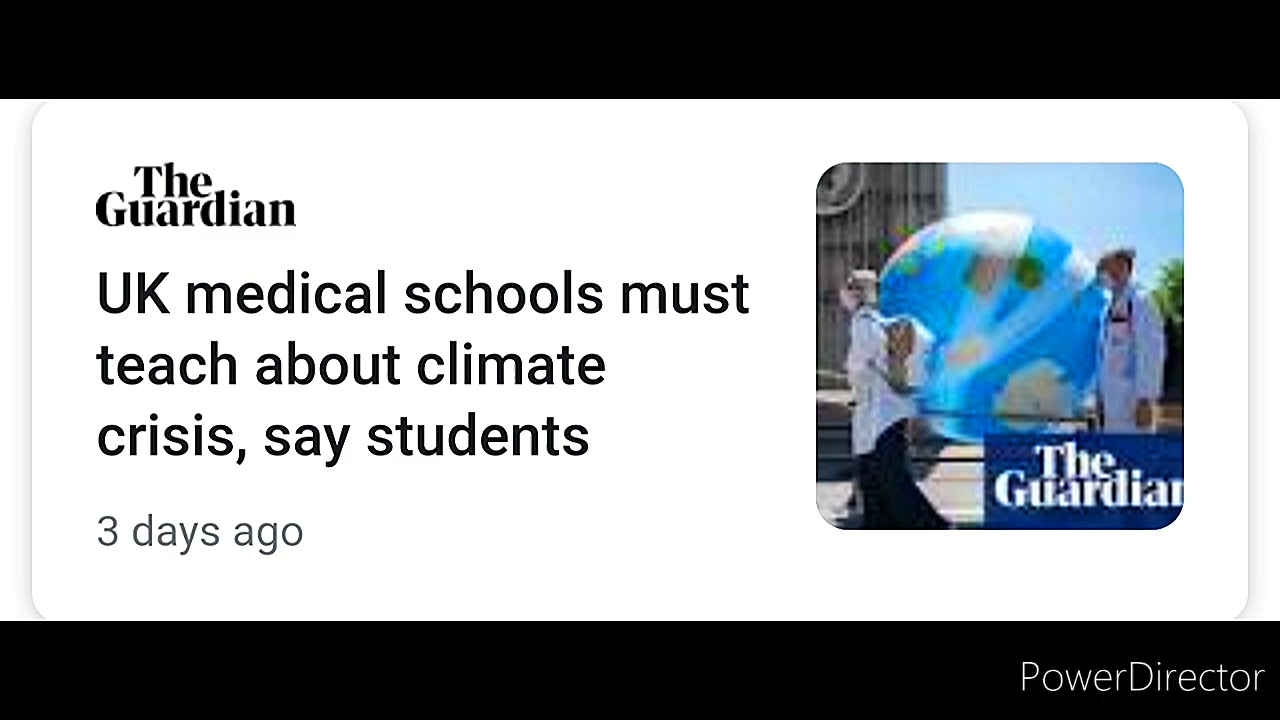 The
Guardian
UK medical schools must
teach about climate
crisis, say students
3 days ago
The
Guardian
PowerDirector